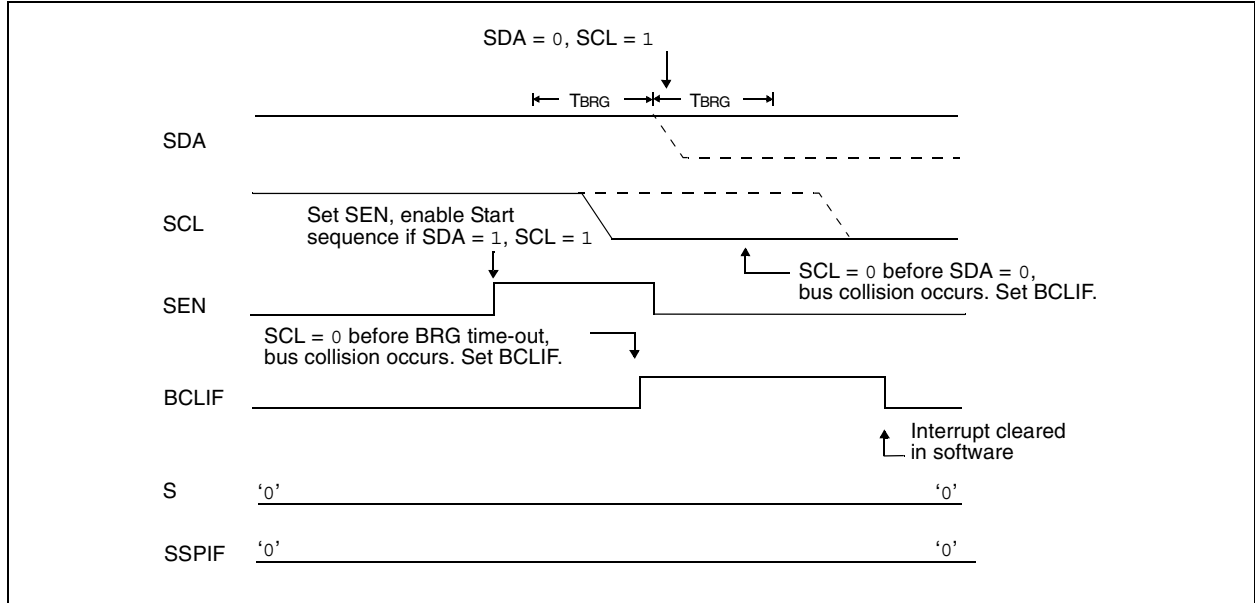 SDA = 0, SCL = 1
TBRG TBRG
SDA
SCL
Set SEN, enable Start
sequence if SDA = 1, SCL = 1
SCL = 0 before SDA = 0,
bus collision occurs. Set BCLIF.
SEN
SCL = 0 before BRG time-out,
bus collision occurs. Set BCLIF.
BCLIF
Interrupt cleared
in software
S ‘0’ ‘0’
SSPIF ‘0’ ‘0’